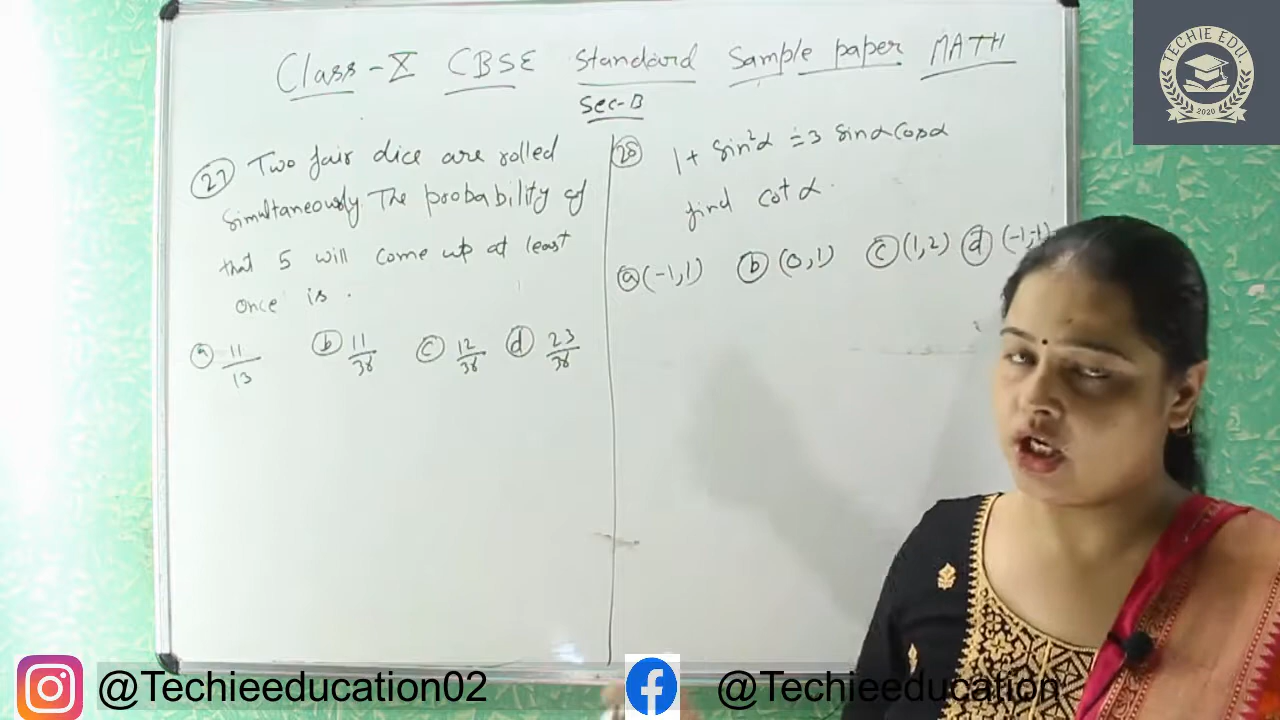 Class-X CBSE Standard Sample paper MATH
Sec-B
27 Two fair dice are rolled
simultaneously The probability of
that 5 will come up at least
once is.
a 11/13 b 11/36 c 12/36 d 23/36
28 1 + Sin²α = 3 Sinα Cosα
find cot α.
a (-1,1) b (0,1) c (1,2) d (-1,-1)
TECHIE EDU.
2020
@Techieeducation02
@Techieeducation